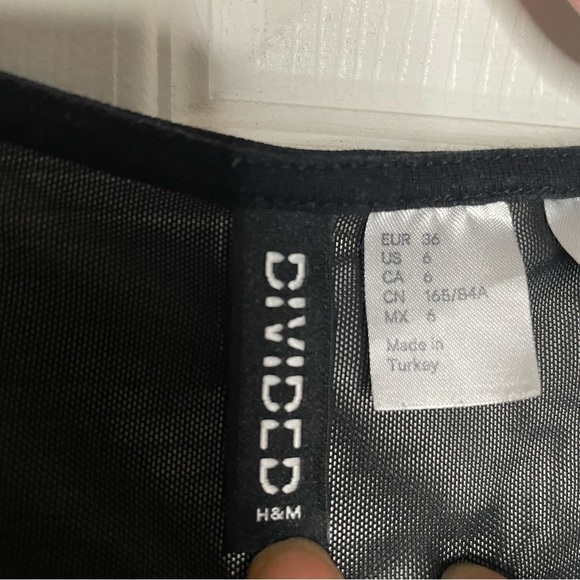 DIVIDED
H&M
EUR 36
US 6
CA 6
CN 165/84A
MX 6
Made in
Turkey